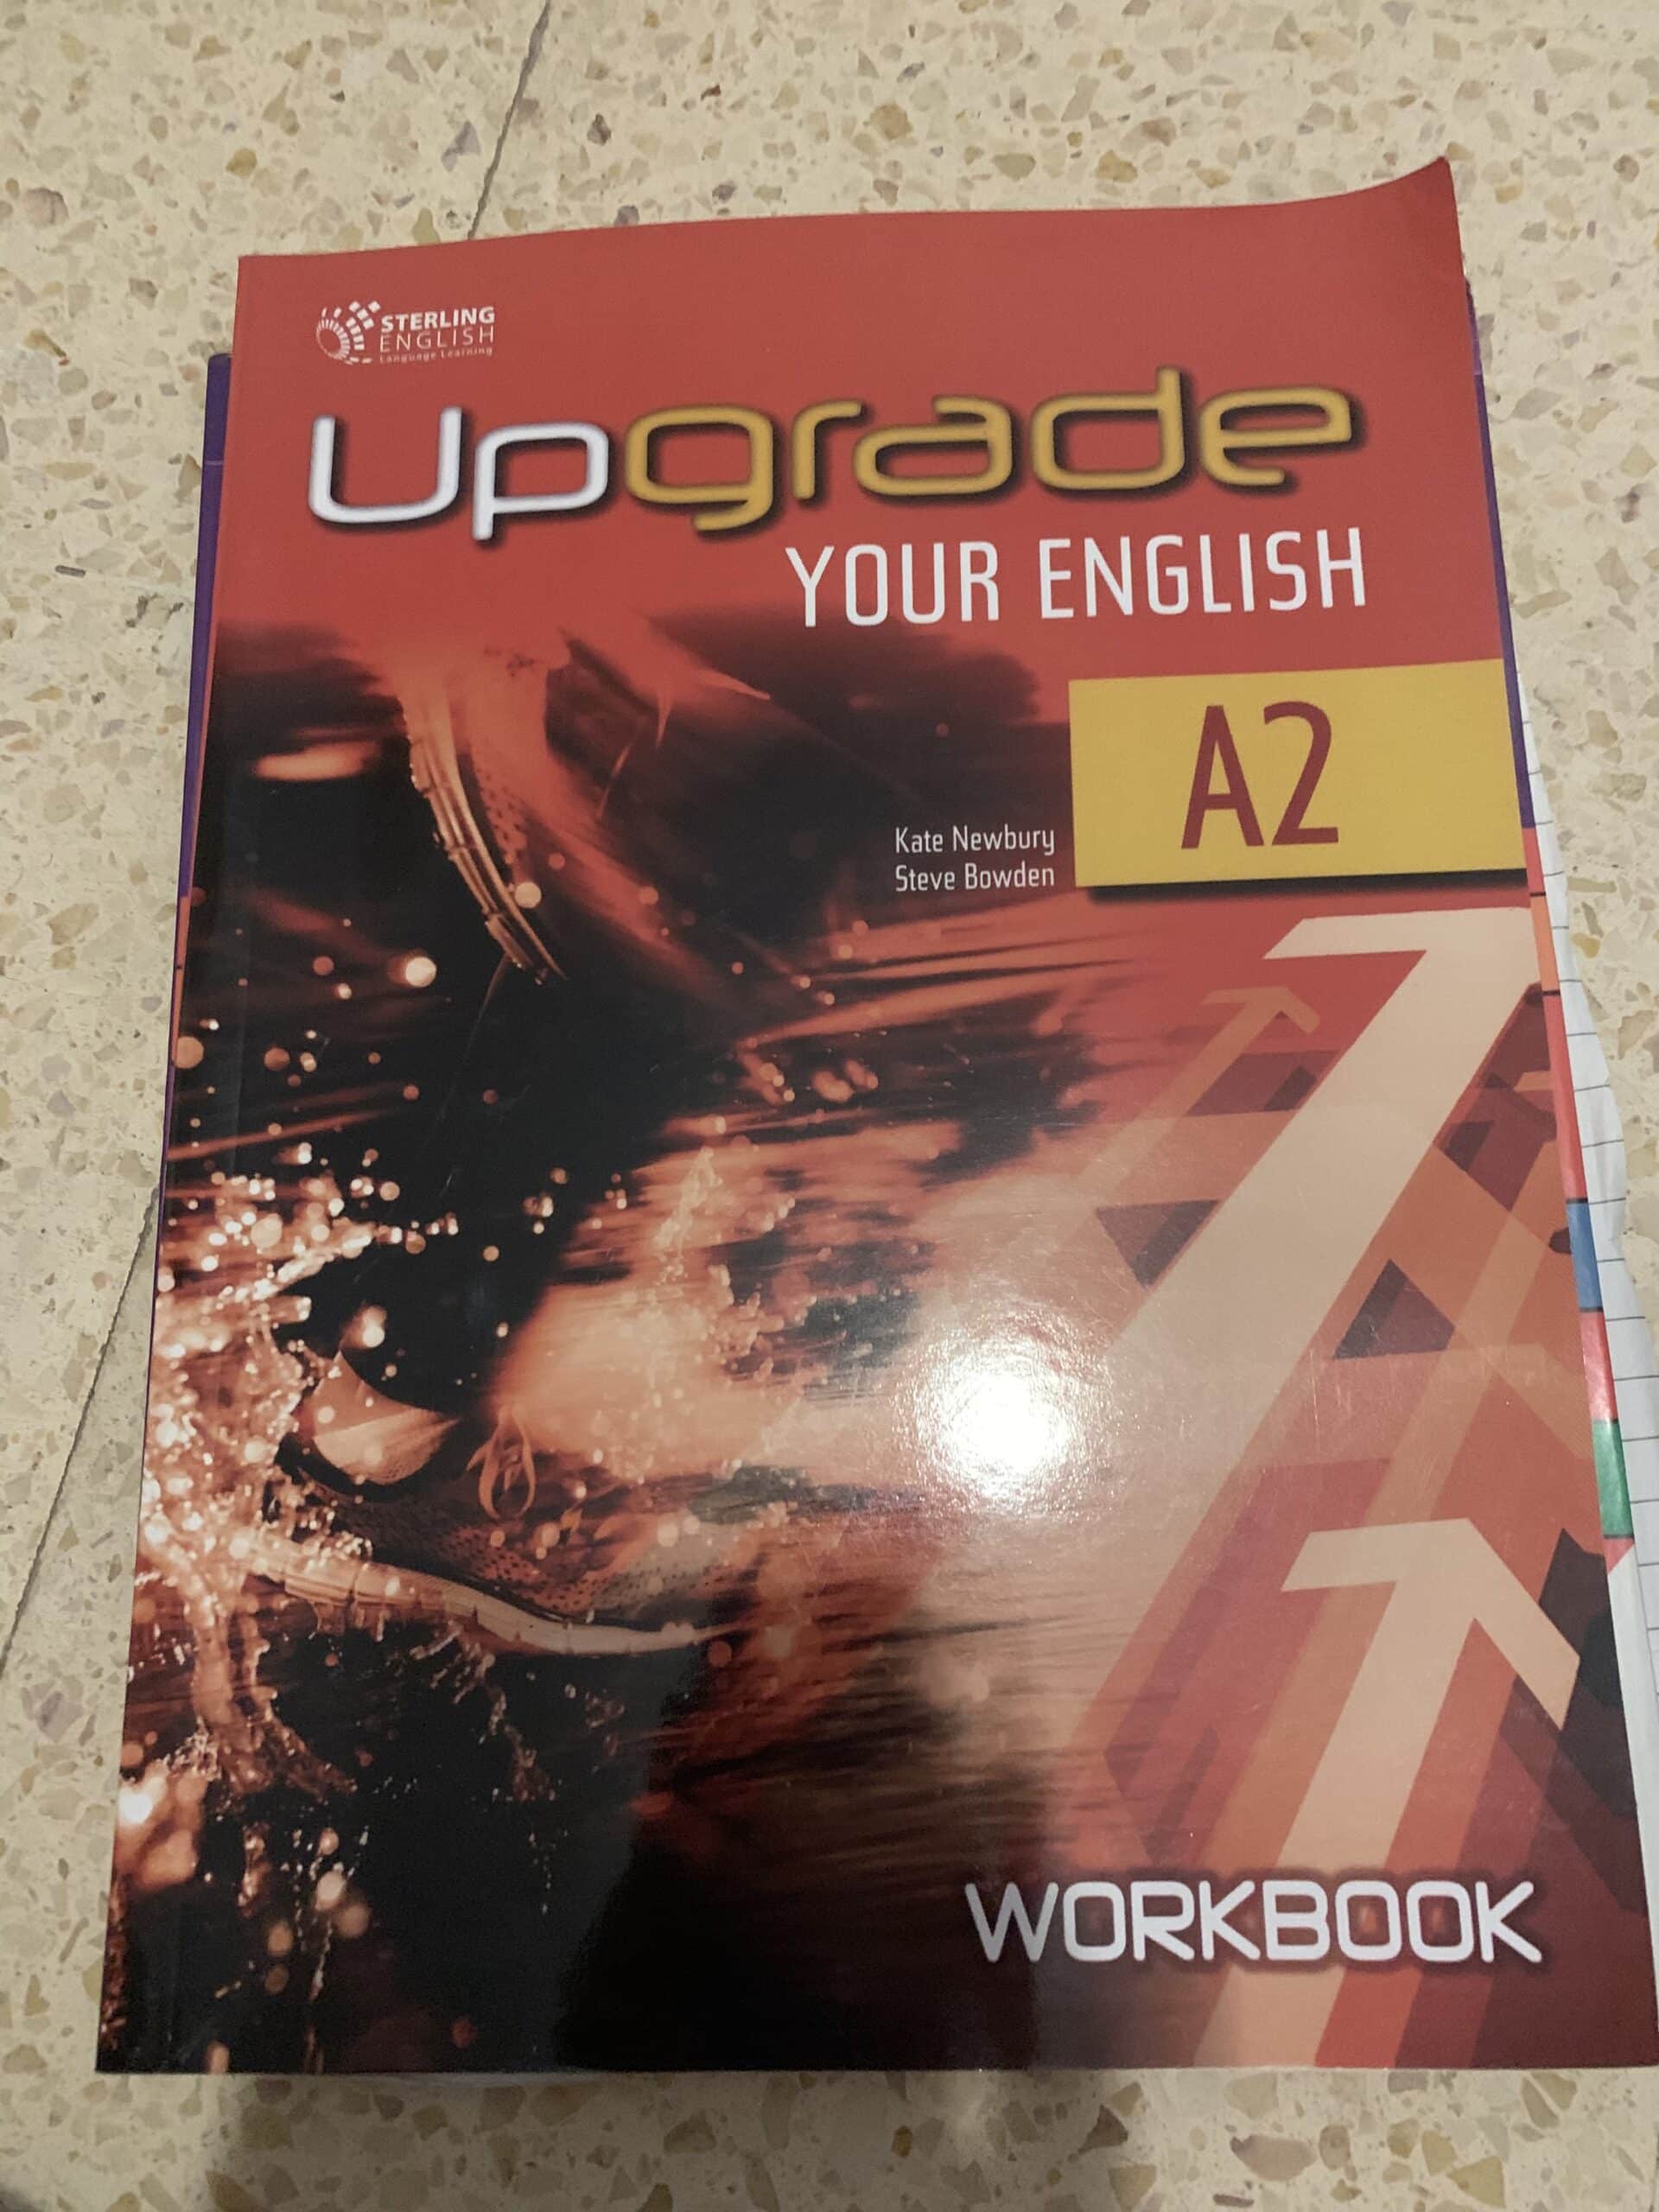 STERLING
ENGLISH
Language Learning
Upgrade
YOUR ENGLISH
A2
Kate Newbury
Steve Bowden
WORKBOOK